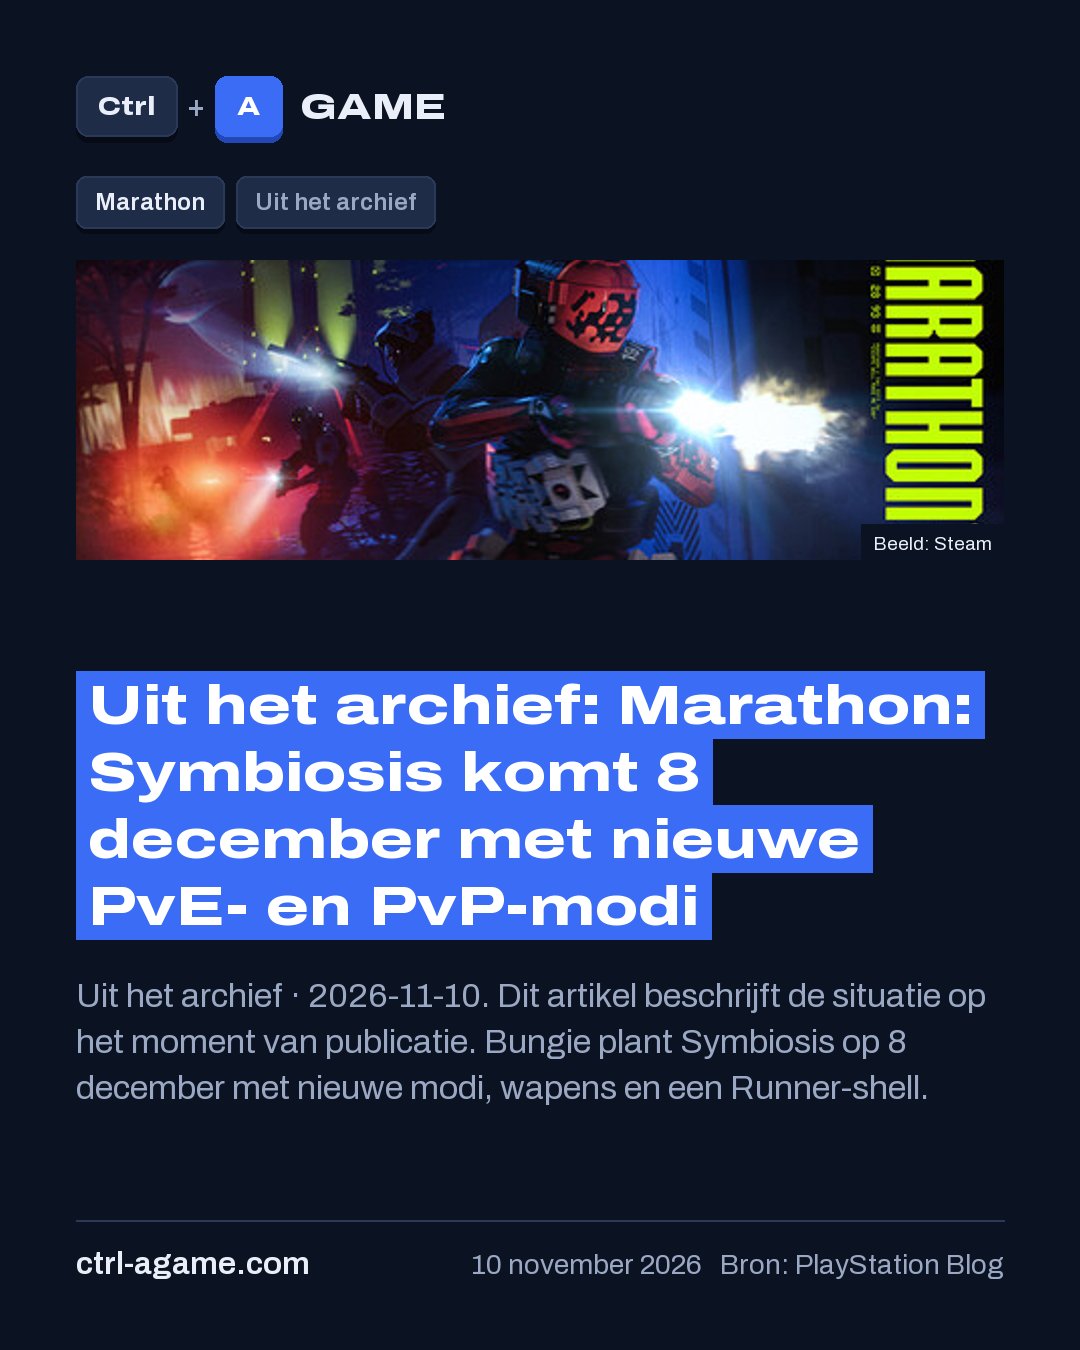 Ctrl + A GAME
Marathon Uit het archief
ARATHON
Beeld: Steam
Uit het archief: Marathon:
Symbiosis komt 8
december met nieuwe
PvE- en PvP-modi
Uit het archief · 2026-11-10. Dit artikel beschrijft de situatie op
het moment van publicatie. Bungie plant Symbiosis op 8
december met nieuwe modi, wapens en een Runner-shell.
ctrl-agame.com
10 november 2026 Bron: PlayStation Blog